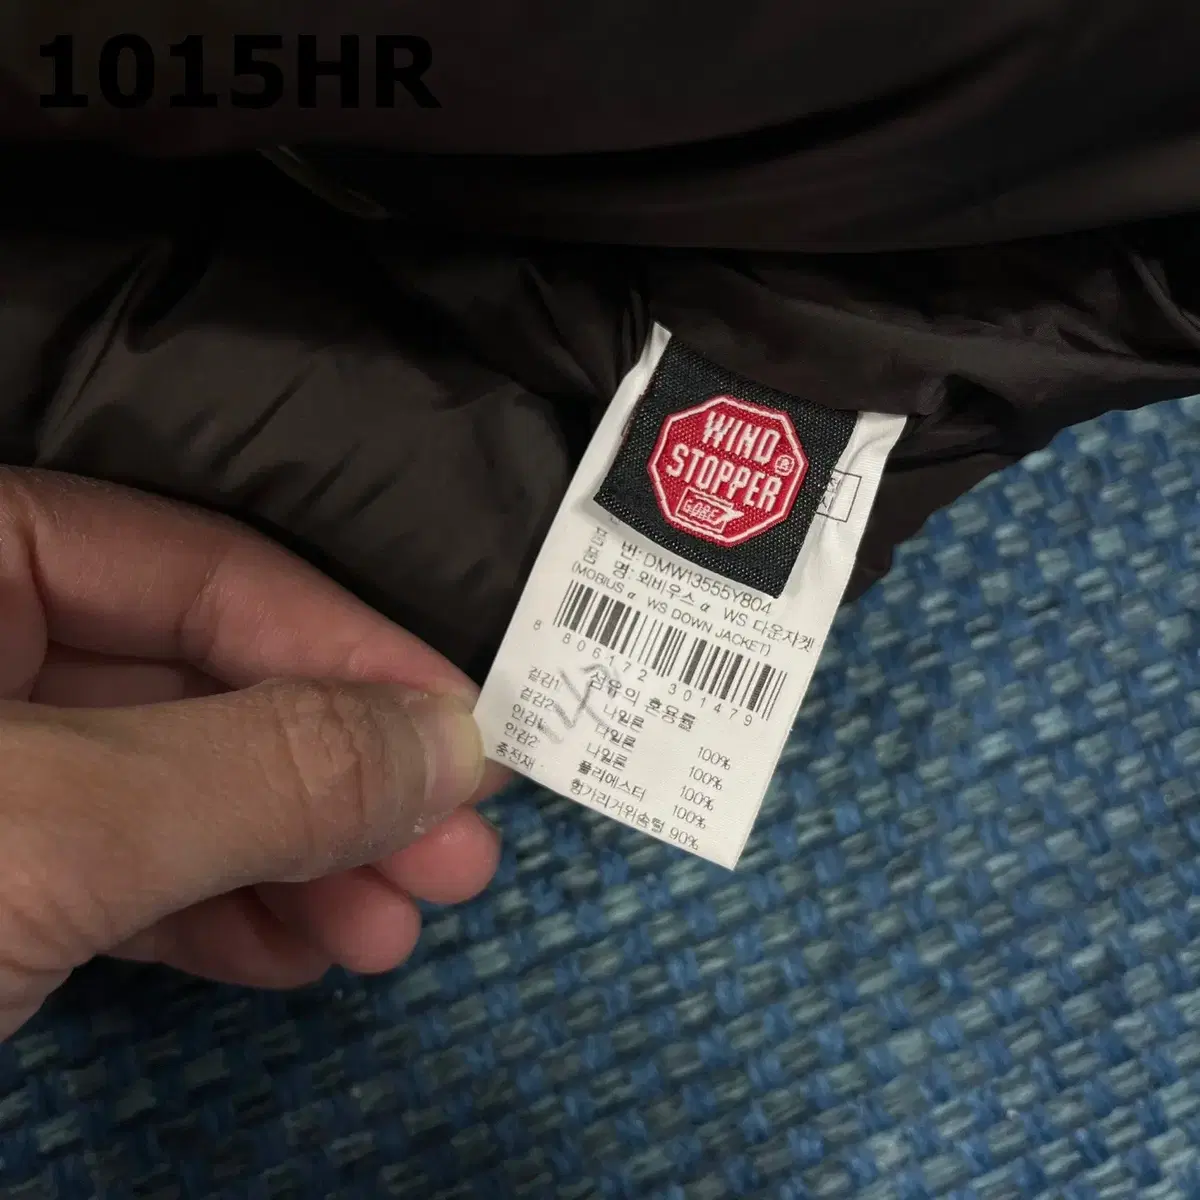 1015HR
WIND
STOPPER
®
GORE
품 번: DMW13555Y804
품 명: 뫼비우스α WS 다운자켓
(MOBIUS α WS DOWN JACKET)
8 806172 301479
섬유의 혼용률
겉감1: 나일론 100%
겉감2: 나일론 100%
안감1: 나일론 100%
안감2: 폴리에스터 100%
충전재: 헝가리거위솜털 90%